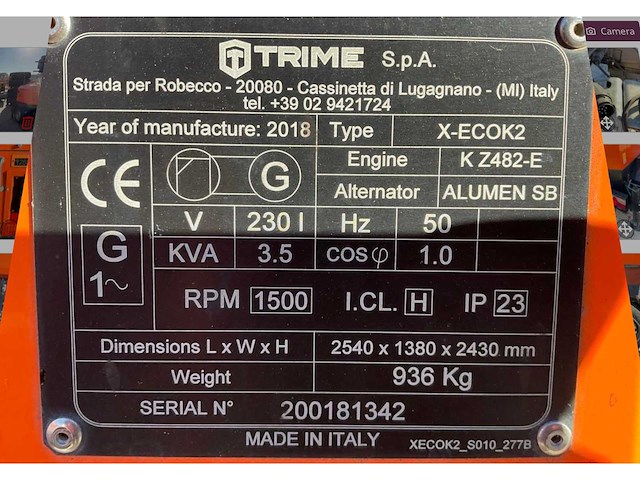 Camera
TRIME S.p.A.
Strada per Robecco - 20080 - Cassinetta di Lugagnano - (MI) Italy
tel. +39 02 9421724
Year of manufacture: 2018 Type X-ECOK2
Engine K Z482-E
G
Alternator ALUMEN SB
CE
V 230 I Hz 50
G
1~
KVA 3.5 COS φ 1.0
RPM 1500 I.CL. H IP 23
Dimensions L x W x H 2540 x 1380 x 2430 mm
Weight 936 Kg
SERIAL N° 200181342
MADE IN ITALY XECOK2_S010_277B